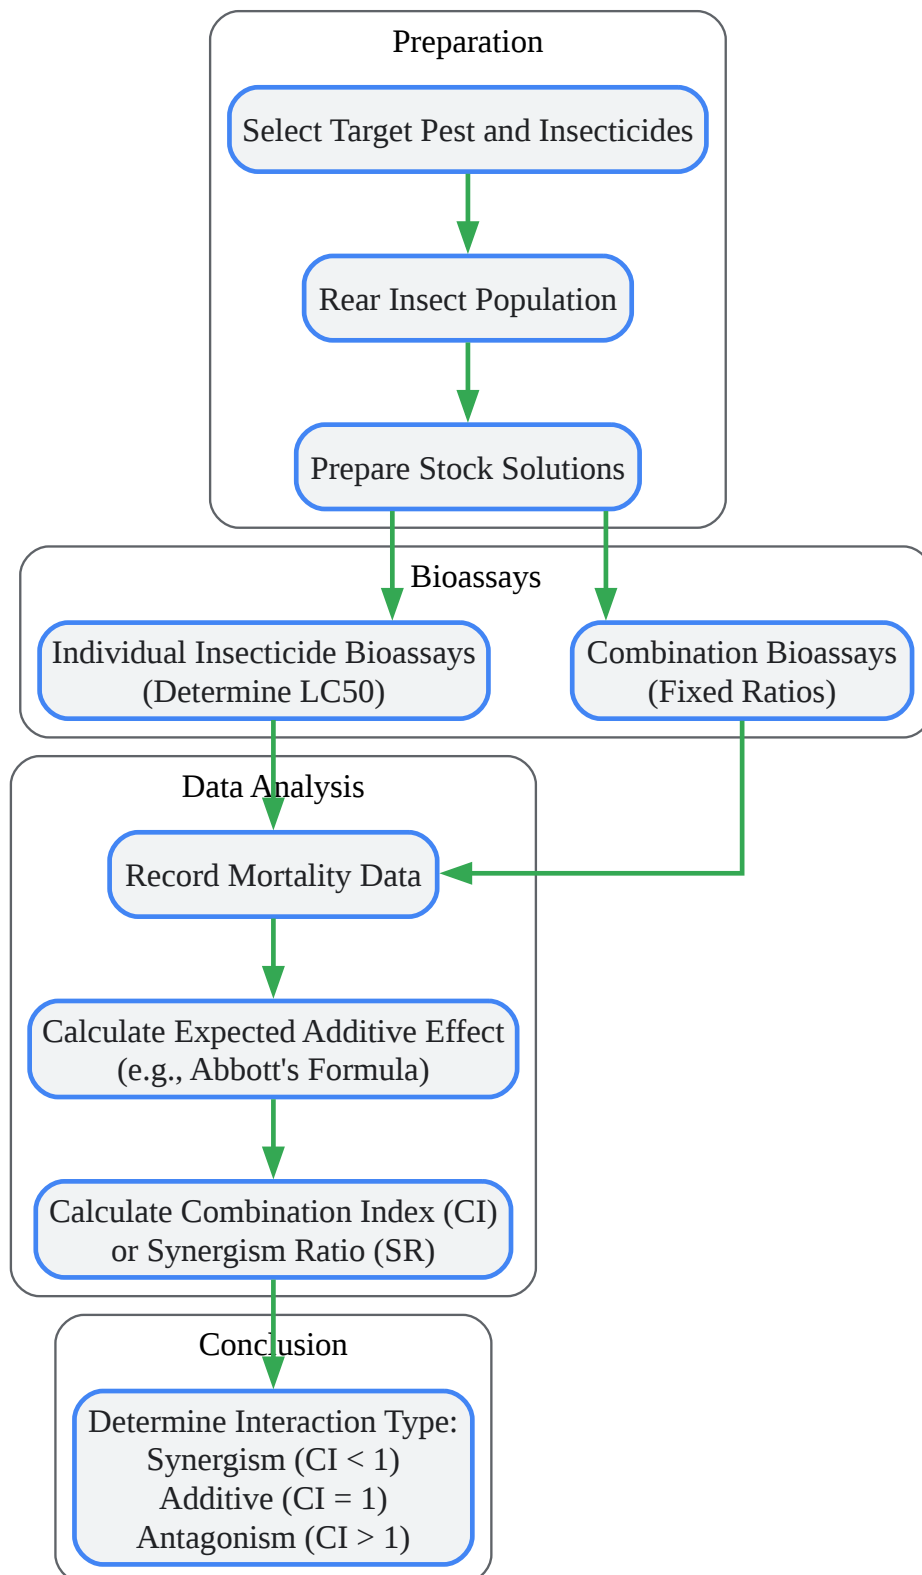 Preparation
Select Target Pest and Insecticides
Rear Insect Population
Prepare Stock Solutions
Bioassays
Individual Insecticide Bioassays
(Determine LC50)
Combination Bioassays
(Fixed Ratios)
Data Analysis
Record Mortality Data
Calculate Expected Additive Effect
(e.g., Abbott's Formula)
Calculate Combination Index (CI)
or Synergism Ratio (SR)
Conclusion
Determine Interaction Type:
Synergism (CI < 1)
Additive (CI = 1)
Antagonism (CI > 1)